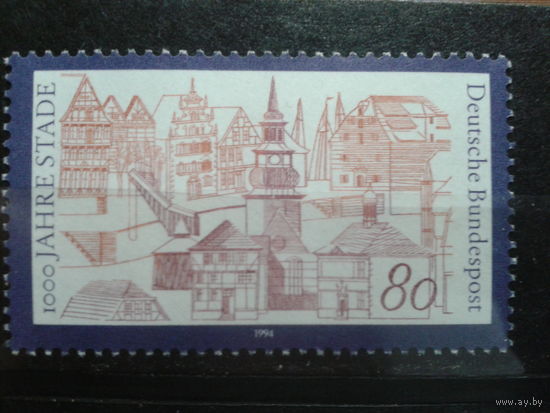 1000 JAHRE STADE
Deutsche Bundespost
80
1994
www.ay.by